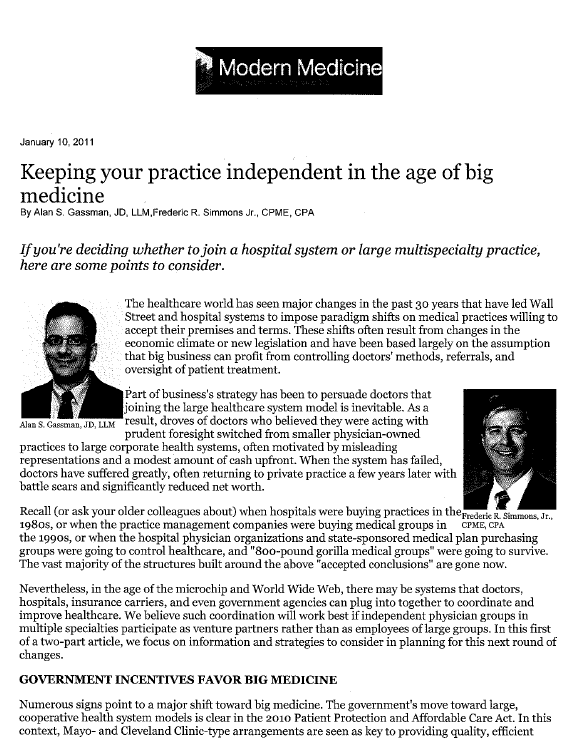 Modern Medicine
January 10, 2011
Keeping your practice independent in the age of big
medicine
By Alan S. Gassman, JD, LLM,Frederic R. Simmons Jr., CPME, CPA
If you're deciding whether to join a hospital system or large multispecialty practice,
here are some points to consider.
The healthcare world has seen major changes in the past 30 years that have led Wall
Street and hospital systems to impose paradigm shifts on medical practices willing to
accept their premises and terms. These shifts often result from changes in the
economic climate or new legislation and have been based largely on the assumption
that big business can profit from controlling doctors' methods, referrals, and
oversight of patient treatment.
Alan S. Gassman, JD, LLM
Part of business's strategy has been to persuade doctors that
joining the large healthcare system model is inevitable. As a
result, droves of doctors who believed they were acting with
prudent foresight switched from smaller physician-owned
practices to large corporate health systems, often motivated by misleading
representations and a modest amount of cash upfront. When the system has failed,
doctors have suffered greatly, often returning to private practice a few years later with
battle scars and significantly reduced net worth.
Frederic R. Simmons, Jr.,
CPME, CPA
Recall (or ask your older colleagues about) when hospitals were buying practices in the
1980s, or when the practice management companies were buying medical groups in
the 1990s, or when the hospital physician organizations and state-sponsored medical plan purchasing
groups were going to control healthcare, and "800-pound gorilla medical groups" were going to survive.
The vast majority of the structures built around the above "accepted conclusions" are gone now.
Nevertheless, in the age of the microchip and World Wide Web, there may be systems that doctors,
hospitals, insurance carriers, and even government agencies can plug into together to coordinate and
improve healthcare. We believe such coordination will work best if independent physician groups in
multiple specialties participate as venture partners rather than as employees of large groups. In this first
of a two-part article, we focus on information and strategies to consider in planning for this next round of
changes.
GOVERNMENT INCENTIVES FAVOR BIG MEDICINE
Numerous signs point to a major shift toward big medicine. The government's move toward large,
cooperative health system models is clear in the 2010 Patient Protection and Affordable Care Act. In this
context, Mayo- and Cleveland Clinic-type arrangements are seen as key to providing quality, efficient